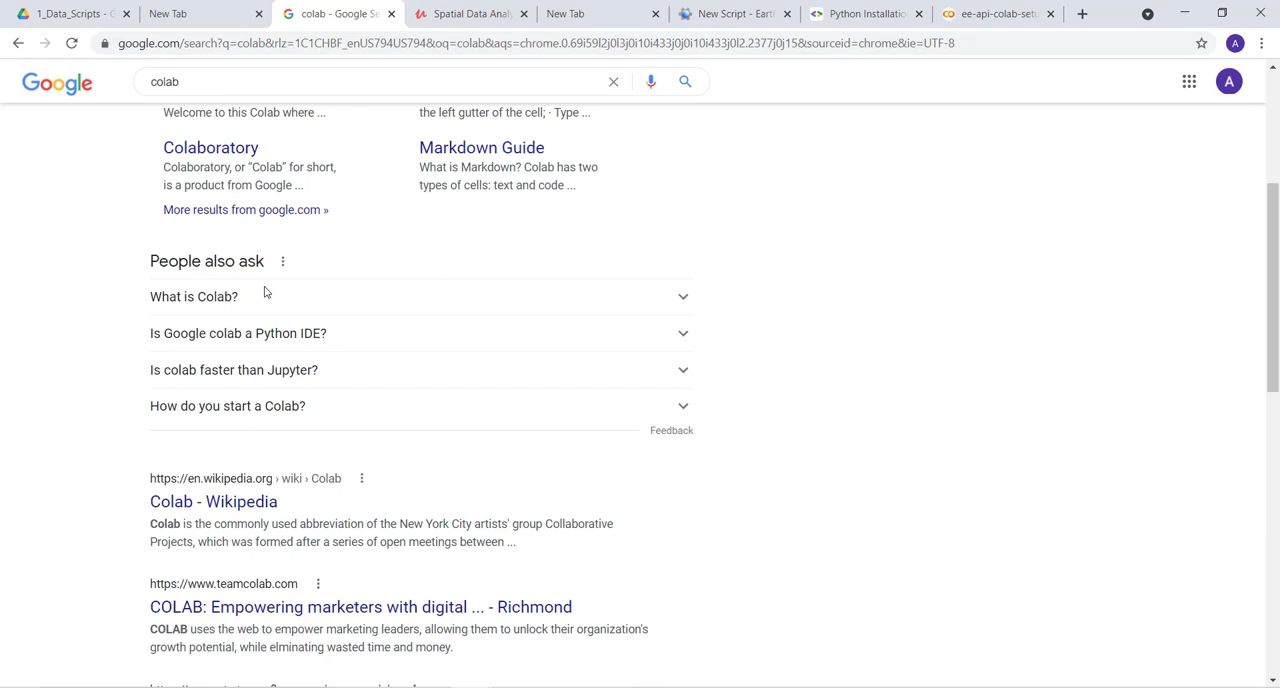 1_Data_Scripts - G
New Tab
colab - Google Se
Spatial Data Analy
New Tab
New Script - Earth
Python Installatio
ee-api-colab-setu
google.com/search?q=colab&rlz=1C1CHBF_enUS794US794&oq=colab&aqs=chrome.0.69i59l2j0l3j0i10i433j0j0i10i433j0l2.2377j0j15&sourceid=chrome&ie=UTF-8
A
Google
colab
A
Welcome to this Colab where ...
the left gutter of the cell; · Type ...
Colaboratory
Markdown Guide
Colaboratory, or “Colab” for short,
What is Markdown? Colab has two
is a product from Google ...
types of cells: text and code ...
More results from google.com »
People also ask
What is Colab?
Is Google colab a Python IDE?
Is colab faster than Jupyter?
How do you start a Colab?
Feedback
https://en.wikipedia.org › wiki › Colab
Colab - Wikipedia
Colab is the commonly used abbreviation of the New York City artists' group Collaborative
Projects, which was formed after a series of open meetings between ...
https://www.teamcolab.com
COLAB: Empowering marketers with digital ... - Richmond
COLAB uses the web to empower marketing leaders, allowing them to unlock their organization's
growth potential, while elminating wasted time and money.